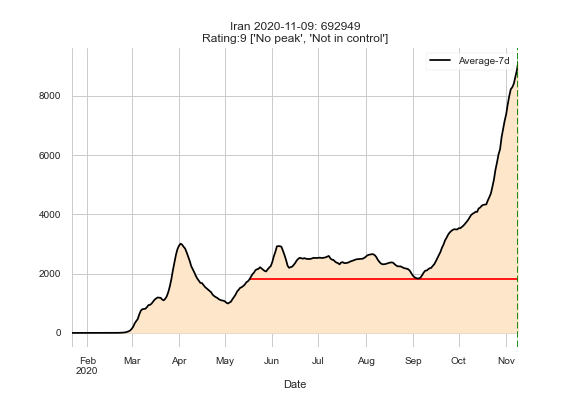 Iran 2020-11-09: 692949
Rating:9 ['No peak', 'Not in control']
Average-7d
8000
6000
4000
2000
0
Feb Mar Apr May Jun Jul Aug Sep Oct Nov
2020
Date